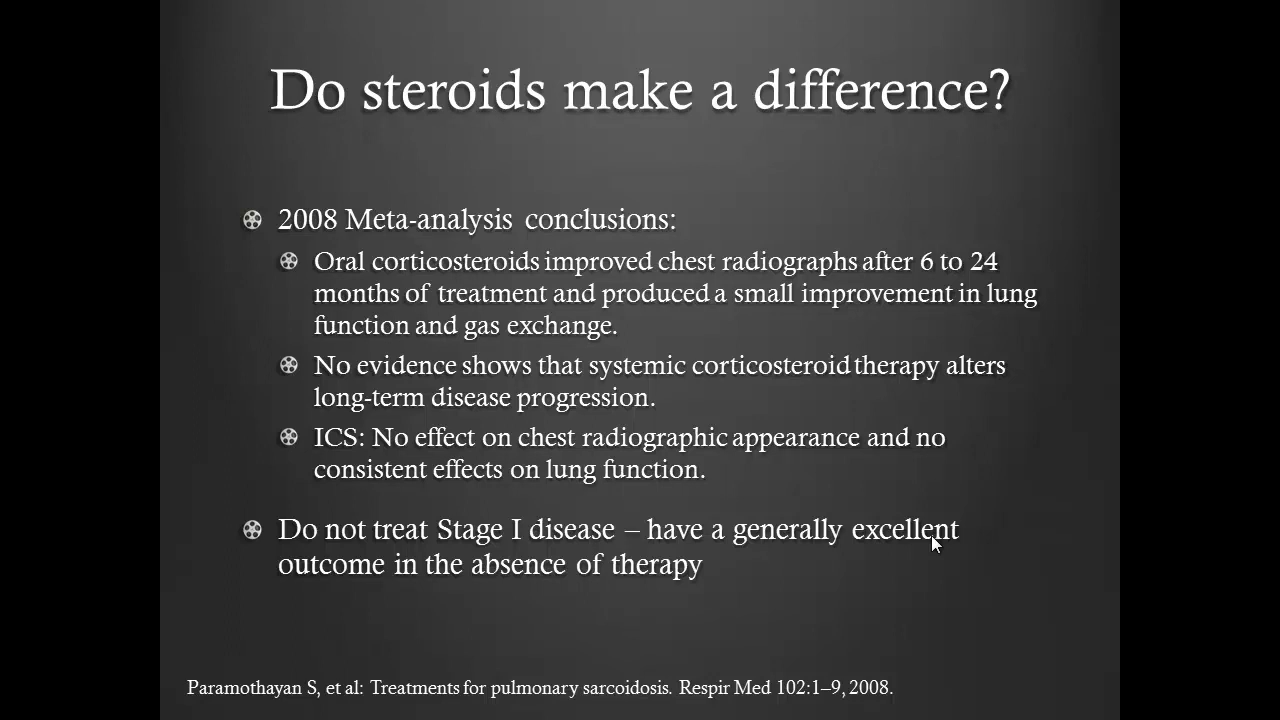 Do steroids make a difference?
2008 Meta-analysis conclusions:
Oral corticosteroids improved chest radiographs after 6 to 24
months of treatment and produced a small improvement in lung
function and gas exchange.
No evidence shows that systemic corticosteroid therapy alters
long-term disease progression.
ICS: No effect on chest radiographic appearance and no
consistent effects on lung function.
Do not treat Stage I disease – have a generally excellent
outcome in the absence of therapy
Paramothayan S, et al: Treatments for pulmonary sarcoidosis. Respir Med 102:1–9, 2008.